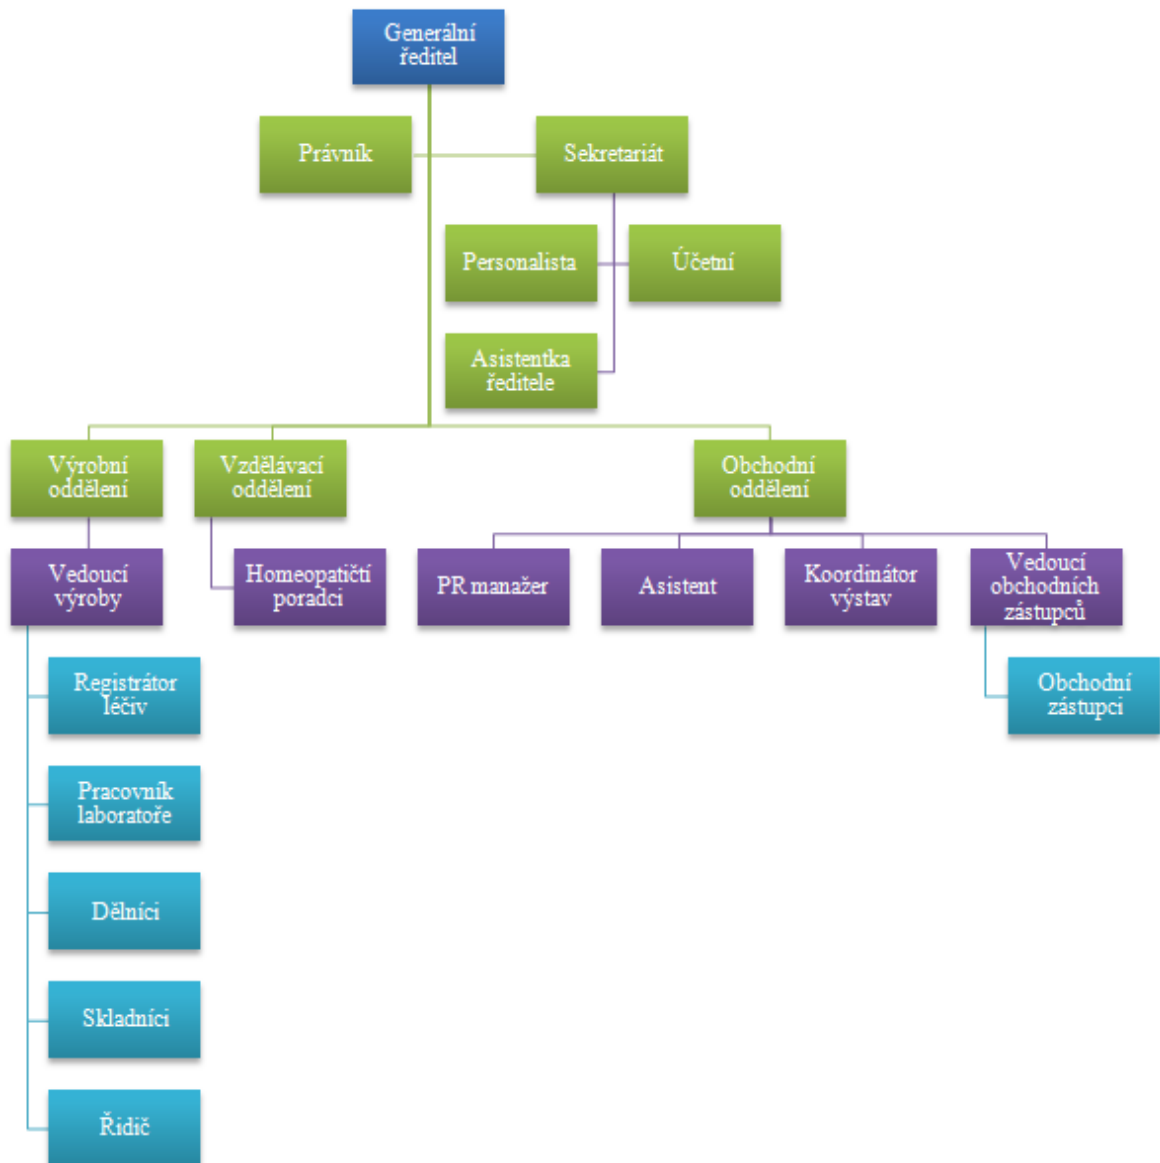 Generální
ředitel
Právník
Sekretariát
Personalista
Účetní
Asistentka
ředitele
Výrobní
oddělení
Vzdělávací
oddělení
Obchodní
oddělení
Vedoucí
výroby
Homeopatičtí
poradci
PR manažer
Asistent
Koordinátor
výstav
Vedoucí
obchodních
zástupců
Registrátor
léčiv
Obchodní
zástupci
Pracovník
laboratoře
Dělníci
Skladníci
Řidič